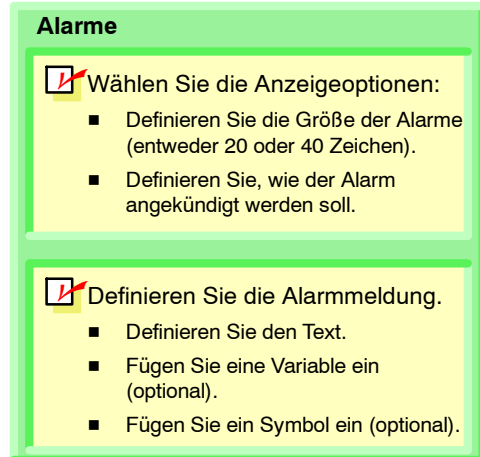 Alarme
Wählen Sie die Anzeigeoptionen:
■ Definieren Sie die Größe der Alarme
(entweder 20 oder 40 Zeichen).
■ Definieren Sie, wie der Alarm
angekündigt werden soll.
Definieren Sie die Alarmmeldung.
■ Definieren Sie den Text.
■ Fügen Sie eine Variable ein
(optional).
■ Fügen Sie ein Symbol ein (optional).